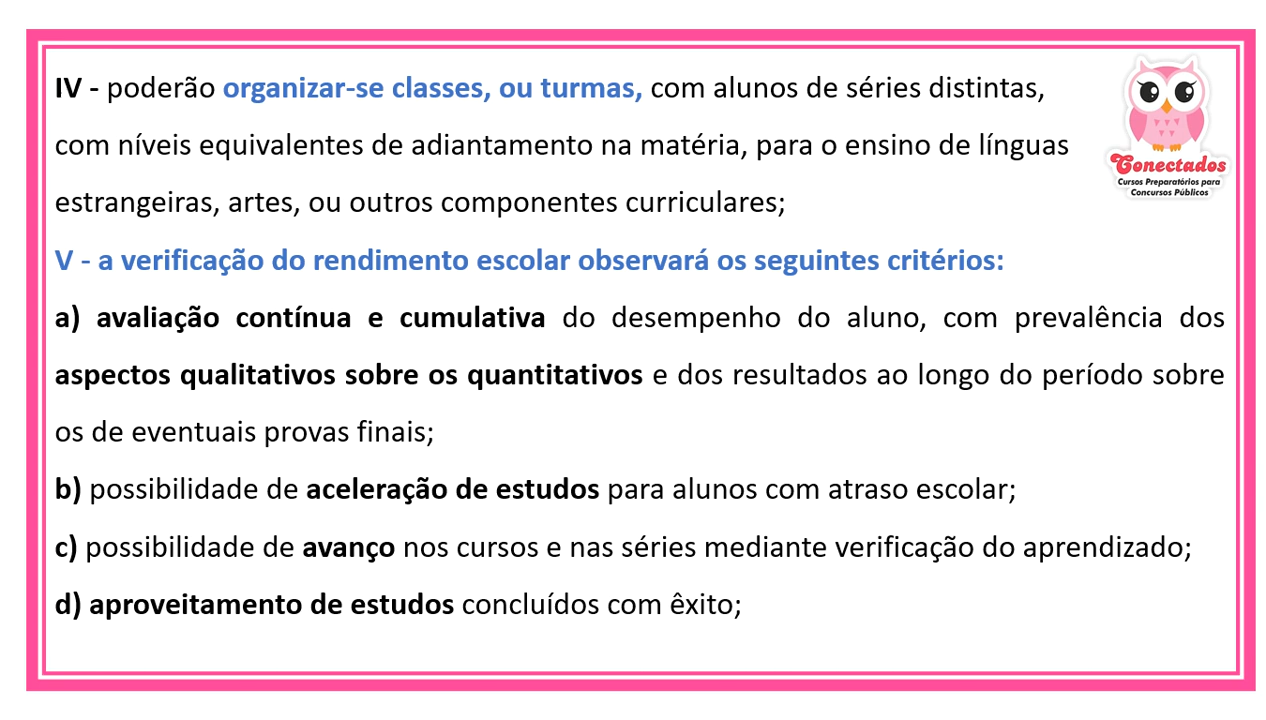 IV - poderão organizar-se classes, ou turmas, com alunos de séries distintas,
com níveis equivalentes de adiantamento na matéria, para o ensino de línguas
estrangeiras, artes, ou outros componentes curriculares;
V - a verificação do rendimento escolar observará os seguintes critérios:
a) avaliação contínua e cumulativa do desempenho do aluno, com prevalência dos
aspectos qualitativos sobre os quantitativos e dos resultados ao longo do período sobre
os de eventuais provas finais;
b) possibilidade de aceleração de estudos para alunos com atraso escolar;
c) possibilidade de avanço nos cursos e nas séries mediante verificação do aprendizado;
d) aproveitamento de estudos concluídos com êxito;
Conectados
Cursos Preparatórios para
Concursos Públicos